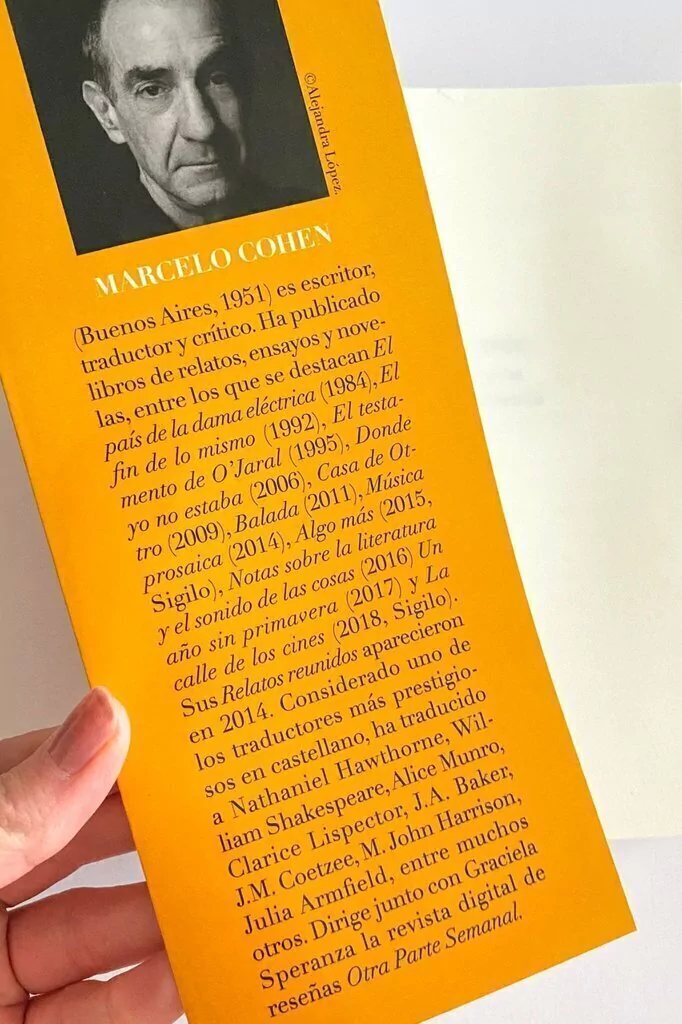 ©Alejandra López.
MARCELO COHEN
(Buenos Aires, 1951) es escritor,
traductor y crítico. Ha publicado
libros de relatos, ensayos y nove-
las, entre los que se destacan El
país de la dama eléctrica (1984), El
fin de lo mismo (1992), El testa-
mento de O'Jaral (1995), Donde
yo no estaba (2006), Casa de Ot-
tro (2009), Balada (2011), Música
prosaica (2014), Algo más (2015,
Sigilo), Notas sobre la literatura
y el sonido de las cosas (2016) Un
año sin primavera (2017) y La
calle de los cines (2018, Sigilo).
Sus Relatos reunidos aparecieron
en 2014. Considerado uno de
los traductores más prestigio-
sos en castellano, ha traducido
a Nathaniel Hawthorne, Wil-
liam Shakespeare, Alice Munro,
Clarice Lispector, J.A. Baker,
J.M. Coetzee, M. John Harrison,
Julia Armfield, entre muchos
otros. Dirige junto con Graciela
Speranza la revista digital de
reseñas Otra Parte Semanal.